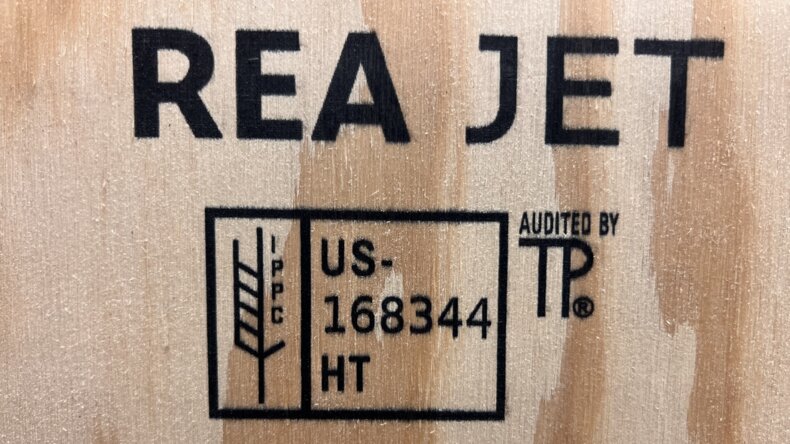 REA JET
IPPC
US-
168344
HT
AUDITED BY
TP®